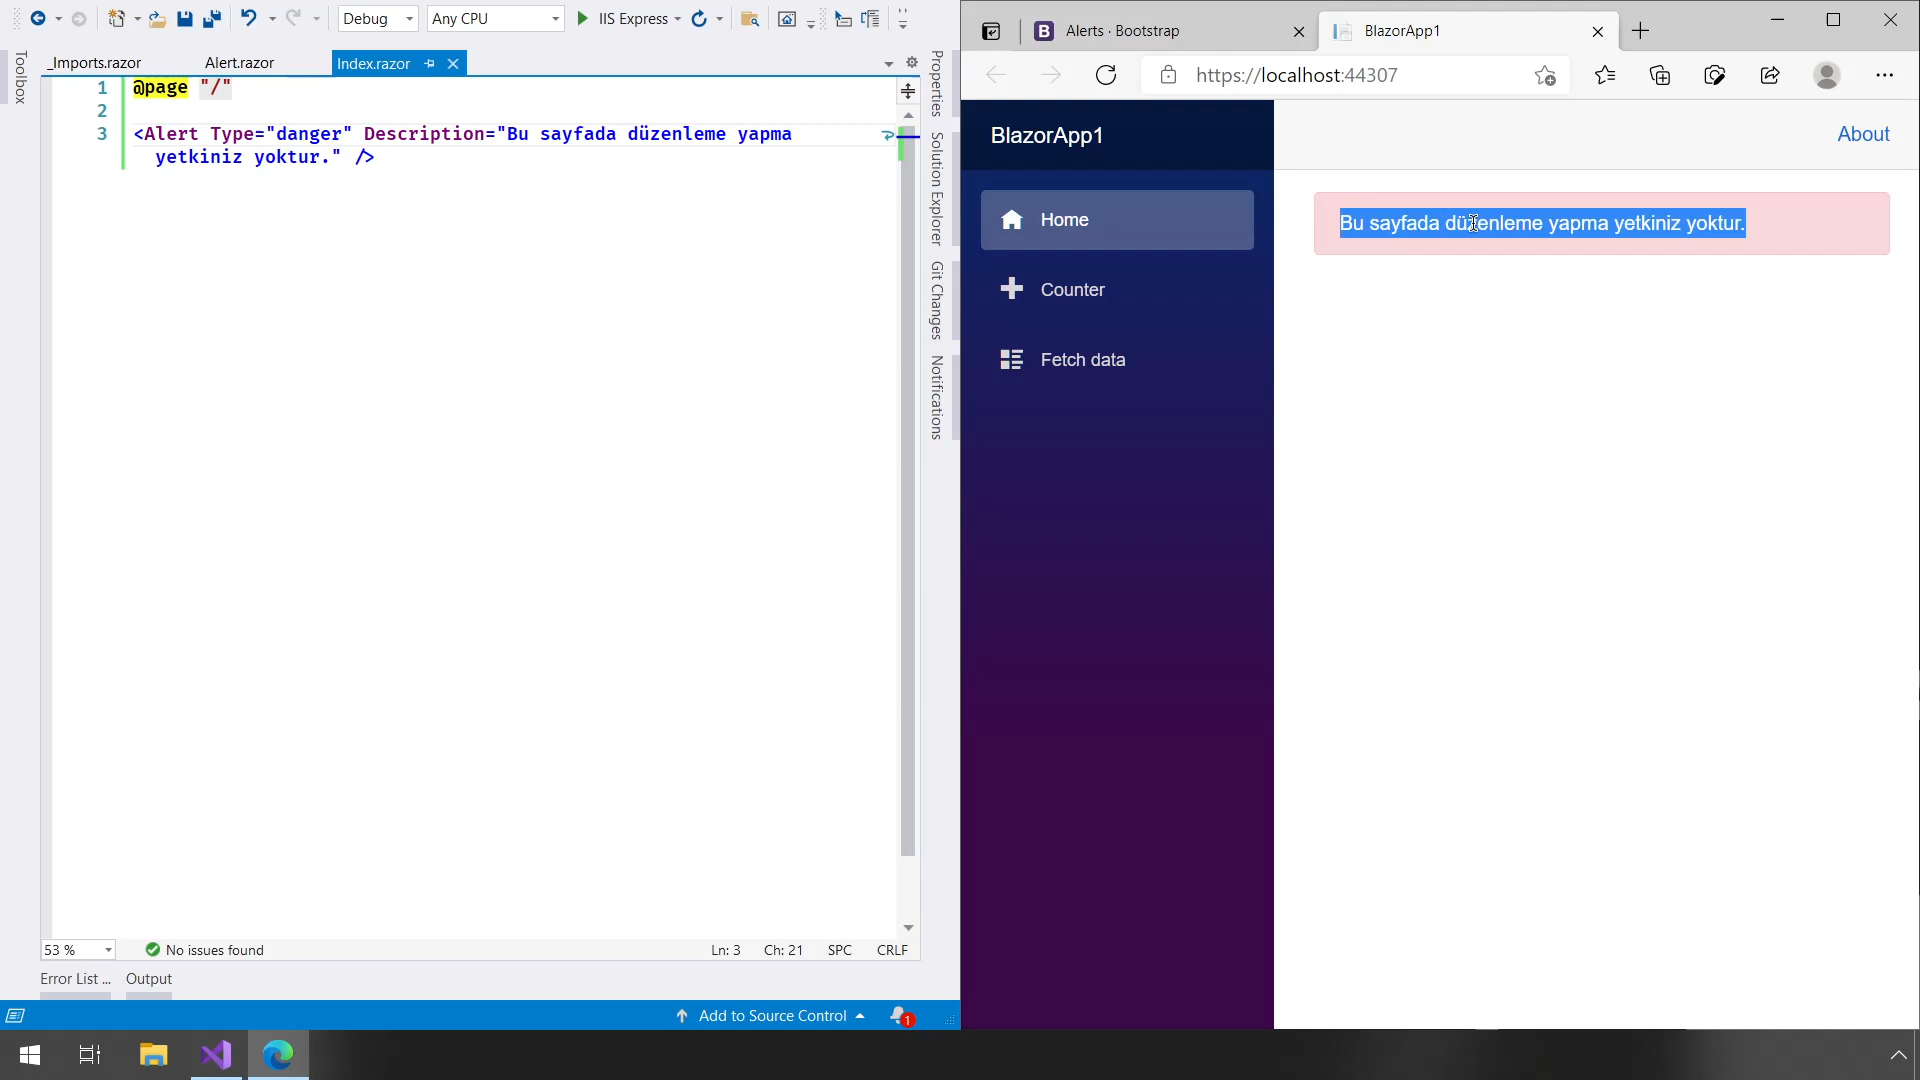 Debug
Any CPU
IIS Express
Toolbox
_Imports.razor
Alert.razor
Index.razor
1 @page "/"
2
3 <Alert Type="danger" Description="Bu sayfada düzenleme yapma
yetkiniz yoktur." />
Properties
Solution Explorer
Git Changes
Notifications
53 %
No issues found
Ln: 3
Ch: 21
SPC
CRLF
Error List ...
Output
Add to Source Control
1
B
Alerts · Bootstrap
BlazorApp1
https://localhost:44307
BlazorApp1
About
Home
Counter
Fetch data
Bu sayfada düzenleme yapma yetkiniz yoktur.